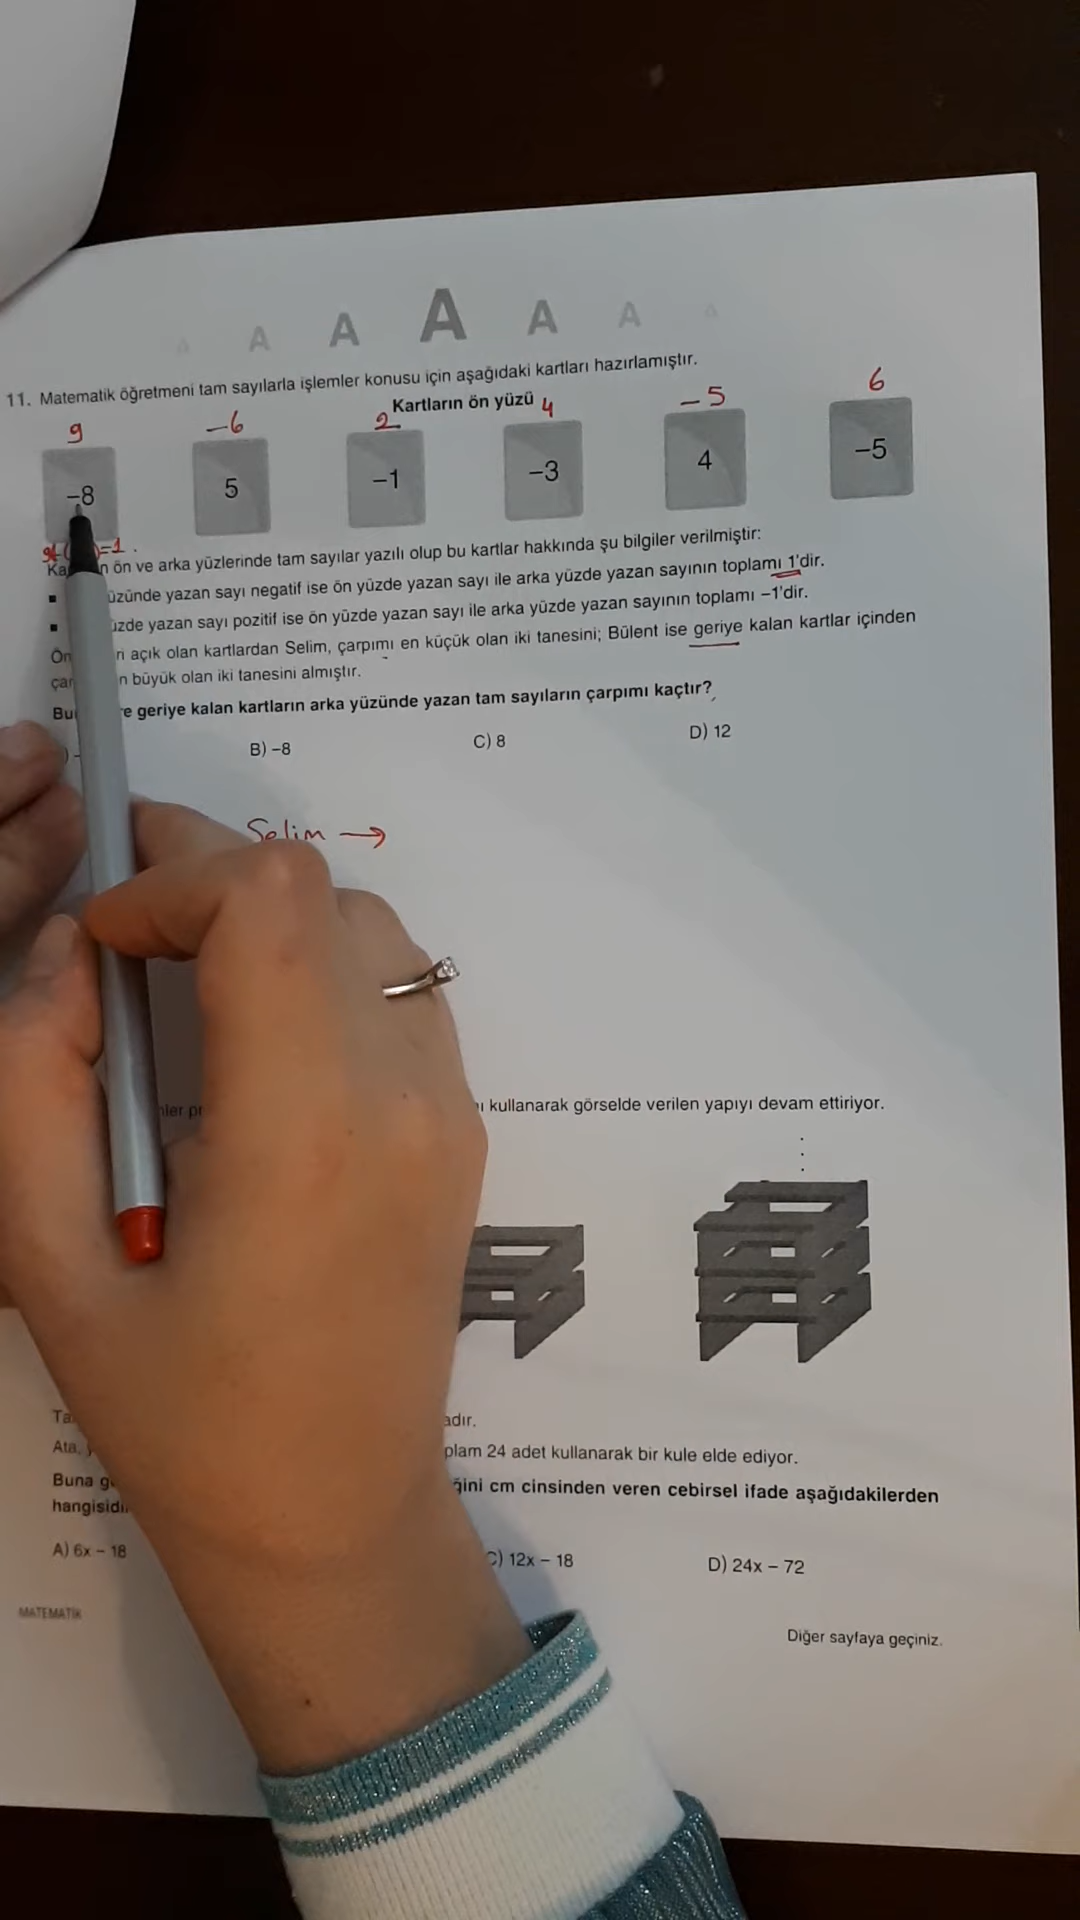 A A A A A A A
11. Matematik öğretmeni tam sayılarla işlemler konusu için aşağıdaki kartları hazırlamıştır.
Kartların ön yüzü
9 -6 2 4 -5 6
-8 5 -1 -3 4 -5
=1
n ön ve arka yüzlerinde tam sayılar yazılı olup bu kartlar hakkında şu bilgiler verilmiştir:
yazan sayı negatif ise ön yüzde yazan sayı ile arka yüzde yazan sayının toplamı 1'dir.
yazan sayı pozitif ise ön yüzde yazan sayı ile arka yüzde yazan sayının toplamı -1'dir.
Ön açık olan kartlardan Selim, çarpımı en küçük olan iki tanesini; Bülent ise geriye kalan kartlar içinden
büyük olan iki tanesini almıştır.
geriye kalan kartların arka yüzünde yazan tam sayıların çarpımı kaçtır?
B) -8 C) 8 D) 12
Selim →
kullanarak görselde verilen yapıyı devam ettiriyor.
adır.
Ata, plam 24 adet kullanarak bir kule elde ediyor.
Buna ğini cm cinsinden veren cebirsel ifade aşağıdakilerden
A) 6x - 18 C) 12x - 18 D) 24x - 72
MATEMATİK
Diğer sayfaya geçiniz.